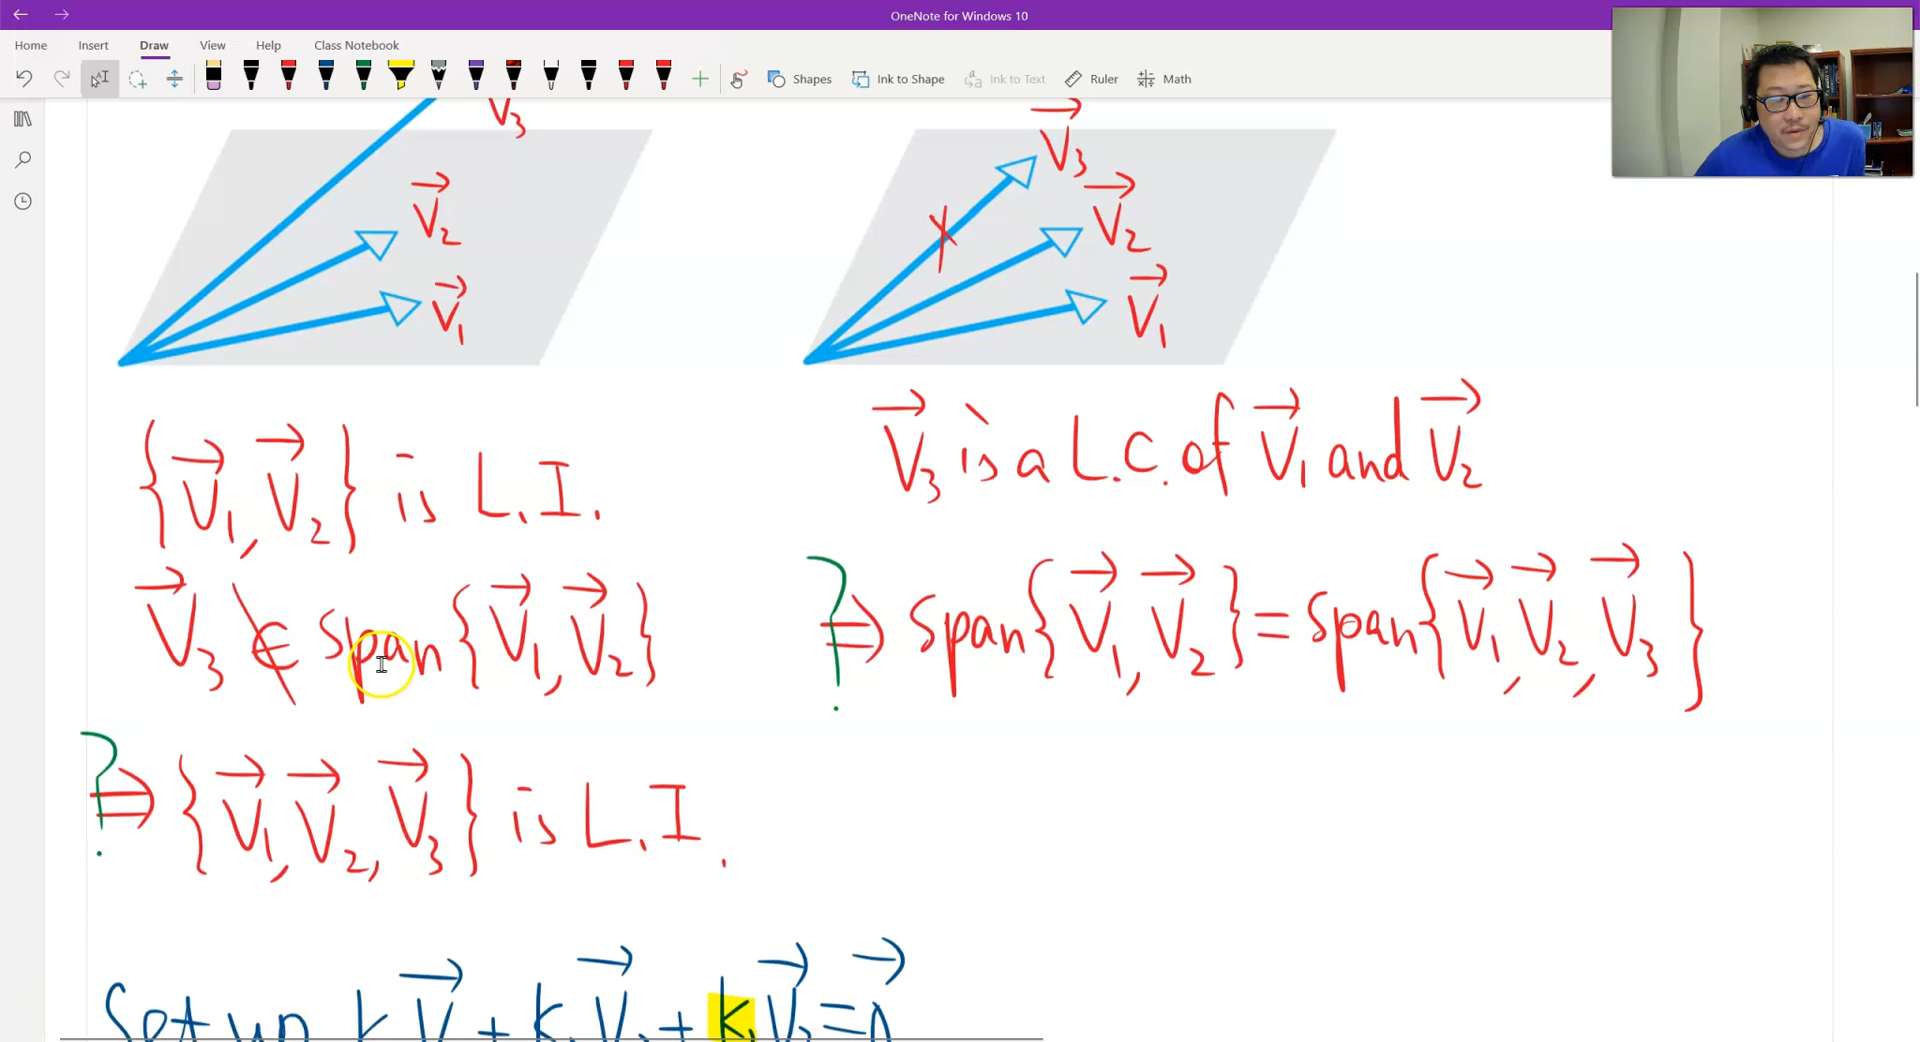 OneNote for Windows 10
Home Insert Draw View Help Class Notebook
Shapes Ink to Shape Ink to Text Ruler Math
V₃
V₂
V₁
V₃
V₂
V₁
{V₁, V₂} is L.I.
V₃ ∉ Span{V₁, V₂}
? ⇒ {V₁, V₂, V₃} is L.I.
V₃ is a L.C. of V₁ and V₂
? ⇒ Span{V₁, V₂} = Span{V₁, V₂, V₃}
Set up